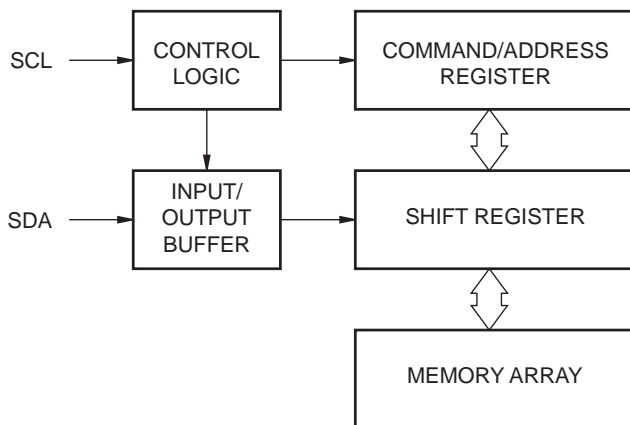 SCL
CONTROL
LOGIC
COMMAND/ADDRESS
REGISTER
SDA
INPUT/
OUTPUT
BUFFER
SHIFT REGISTER
MEMORY ARRAY